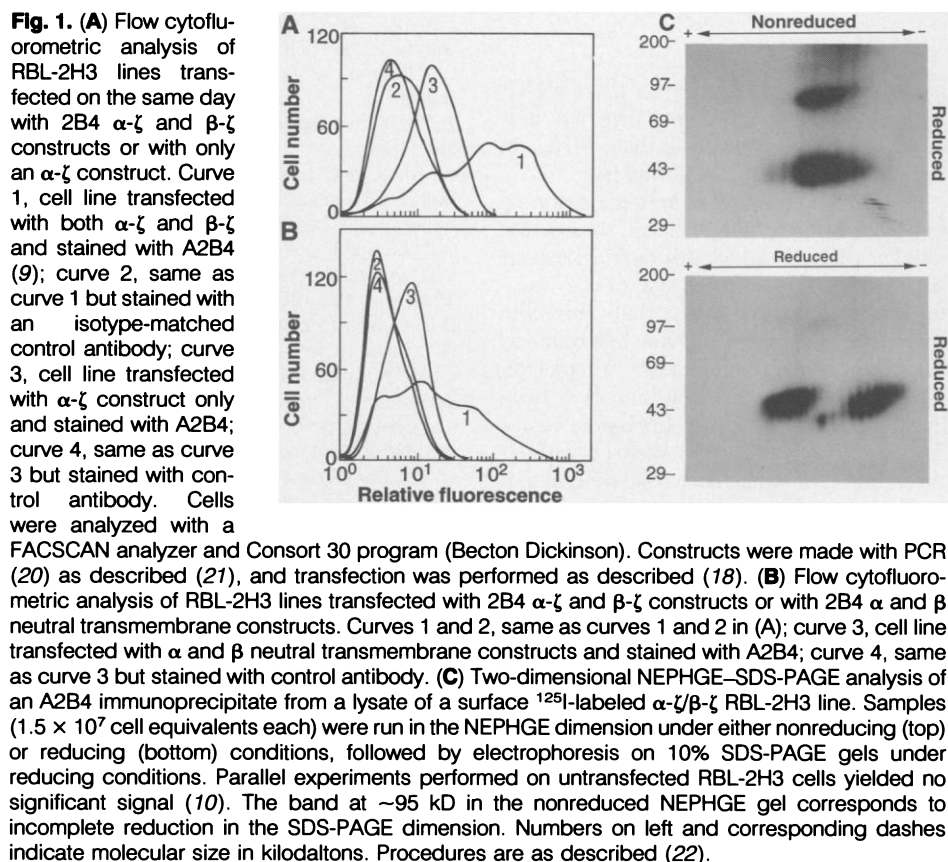 Fig. 1. (A) Flow cytoflu-
orometric analysis of
RBL-2H3 lines trans-
fected on the same day
with 2B4 α-ζ and β-ζ
constructs or with only
an α-ζ construct. Curve
1, cell line transfected
with both α-ζ and β-ζ
and stained with A2B4
(9); curve 2, same as
curve 1 but stained with
an isotype-matched
control antibody; curve
3, cell line transfected
with α-ζ construct only
and stained with A2B4;
curve 4, same as curve
3 but stained with con-
trol antibody. Cells
were analyzed with a
A
120
60
0
Cell number
4
2
3
1
B
120
60
0
Cell number
2
4
3
1
10⁰ 10¹ 10² 10³
Relative fluorescence
C
Nonreduced
+ -
200-
97-
69-
43-
29-
Reduced
Reduced
+ -
200-
97-
69-
43-
29-
Reduced
FACSCAN analyzer and Consort 30 program (Becton Dickinson). Constructs were made with PCR
(20) as described (21), and transfection was performed as described (18). (B) Flow cytofluoro-
metric analysis of RBL-2H3 lines transfected with 2B4 α-ζ and β-ζ constructs or with 2B4 α and β
neutral transmembrane constructs. Curves 1 and 2, same as curves 1 and 2 in (A); curve 3, cell line
transfected with α and β neutral transmembrane constructs and stained with A2B4; curve 4, same
as curve 3 but stained with control antibody. (C) Two-dimensional NEPHGE–SDS-PAGE analysis of
an A2B4 immunoprecipitate from a lysate of a surface ¹²⁵I-labeled α-ζ/β-ζ RBL-2H3 line. Samples
(1.5 × 10⁷ cell equivalents each) were run in the NEPHGE dimension under either nonreducing (top)
or reducing (bottom) conditions, followed by electrophoresis on 10% SDS-PAGE gels under
reducing conditions. Parallel experiments performed on untransfected RBL-2H3 cells yielded no
significant signal (10). The band at ~95 kD in the nonreduced NEPHGE gel corresponds to
incomplete reduction in the SDS-PAGE dimension. Numbers on left and corresponding dashes
indicate molecular size in kilodaltons. Procedures are as described (22).